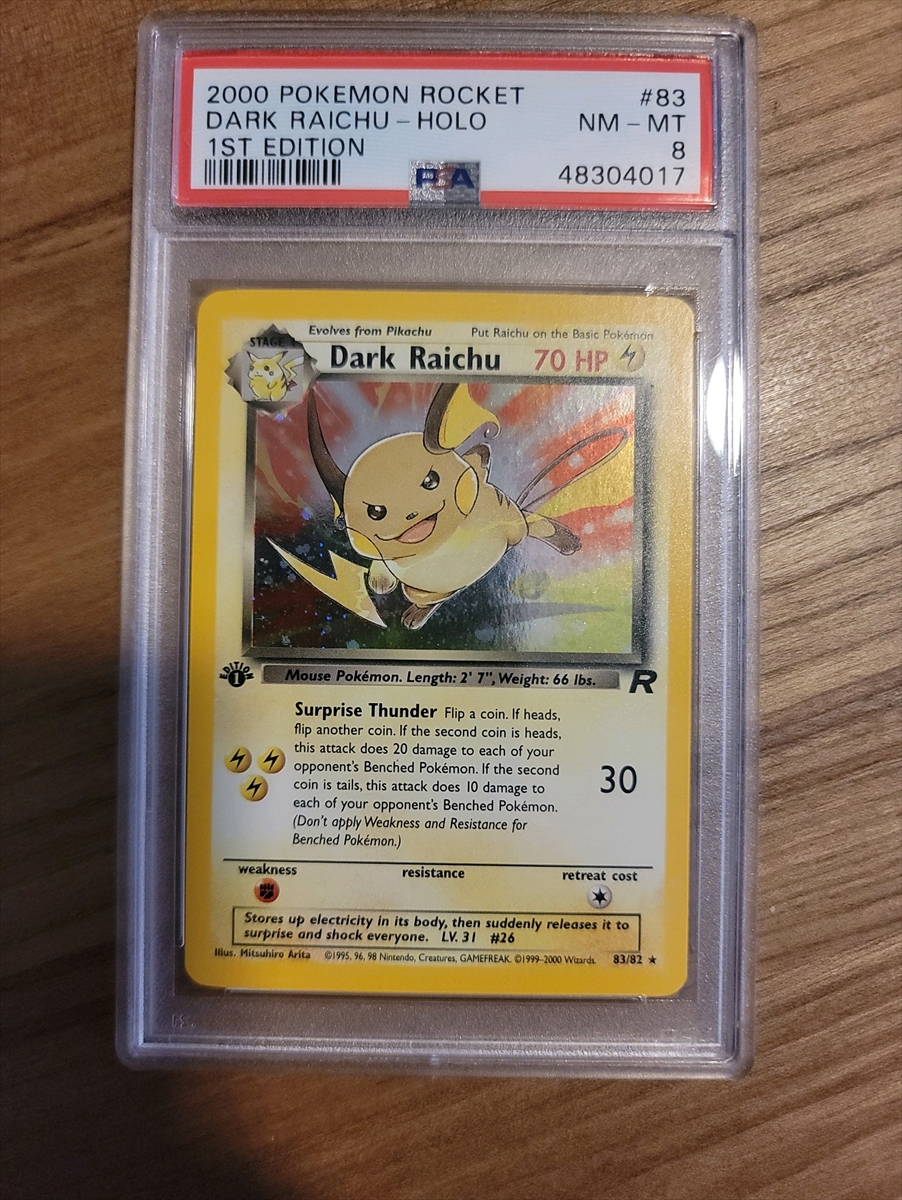 2000 POKEMON ROCKET #83
DARK RAICHU - HOLO NM - MT
1ST EDITION 8
PSA 48304017
Evolves from Pikachu Put Raichu on the Basic Pokémon
STAGE 1
Dark Raichu 70 HP
EDITION 1
Mouse Pokémon. Length: 2' 7", Weight: 66 lbs. R
Surprise Thunder Flip a coin. If heads,
flip another coin. If the second coin is heads,
this attack does 20 damage to each of your
opponent's Benched Pokémon. If the second
coin is tails, this attack does 10 damage to
each of your opponent's Benched Pokémon.
(Don't apply Weakness and Resistance for
Benched Pokémon.)
30
weakness resistance retreat cost
Stores up electricity in its body, then suddenly releases it to
surprise and shock everyone. LV. 31 #26
Illus. Mitsuhiro Arita ©1995, 96, 98 Nintendo, Creatures, GAMEFREAK. ©1999-2000 Wizards. 83/82 ★